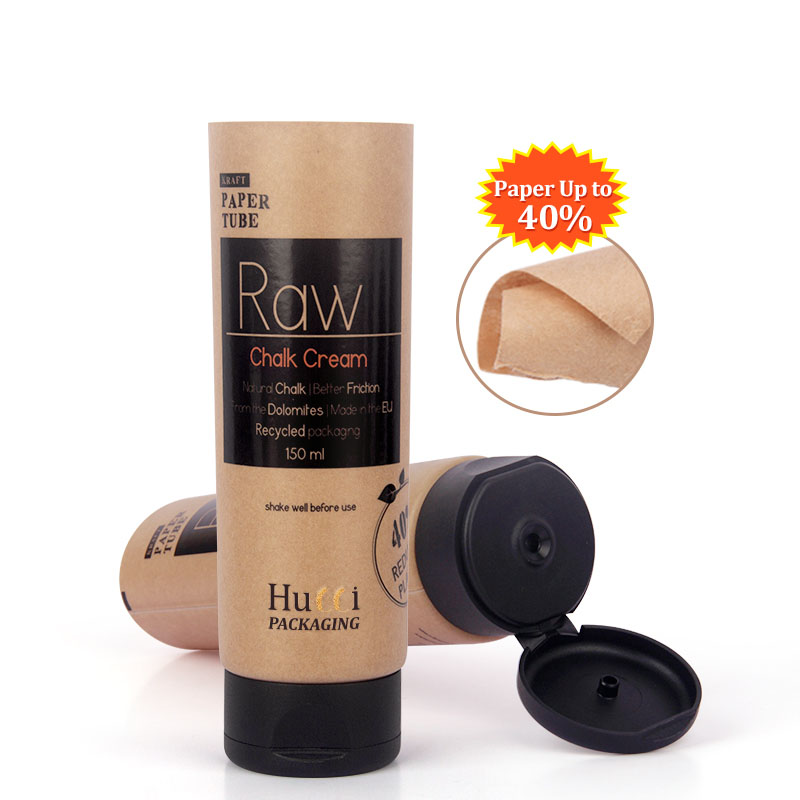 KRAFT
PAPER
TUBE
Raw
Chalk Cream
Natural Chalk | Better Friction
From the Dolomites | Made in the EU
Recycled packaging
150 ml
shake well before use
Hucci
PACKAGING
Paper Up to
40%
KRAFT
PAPER
TUBE